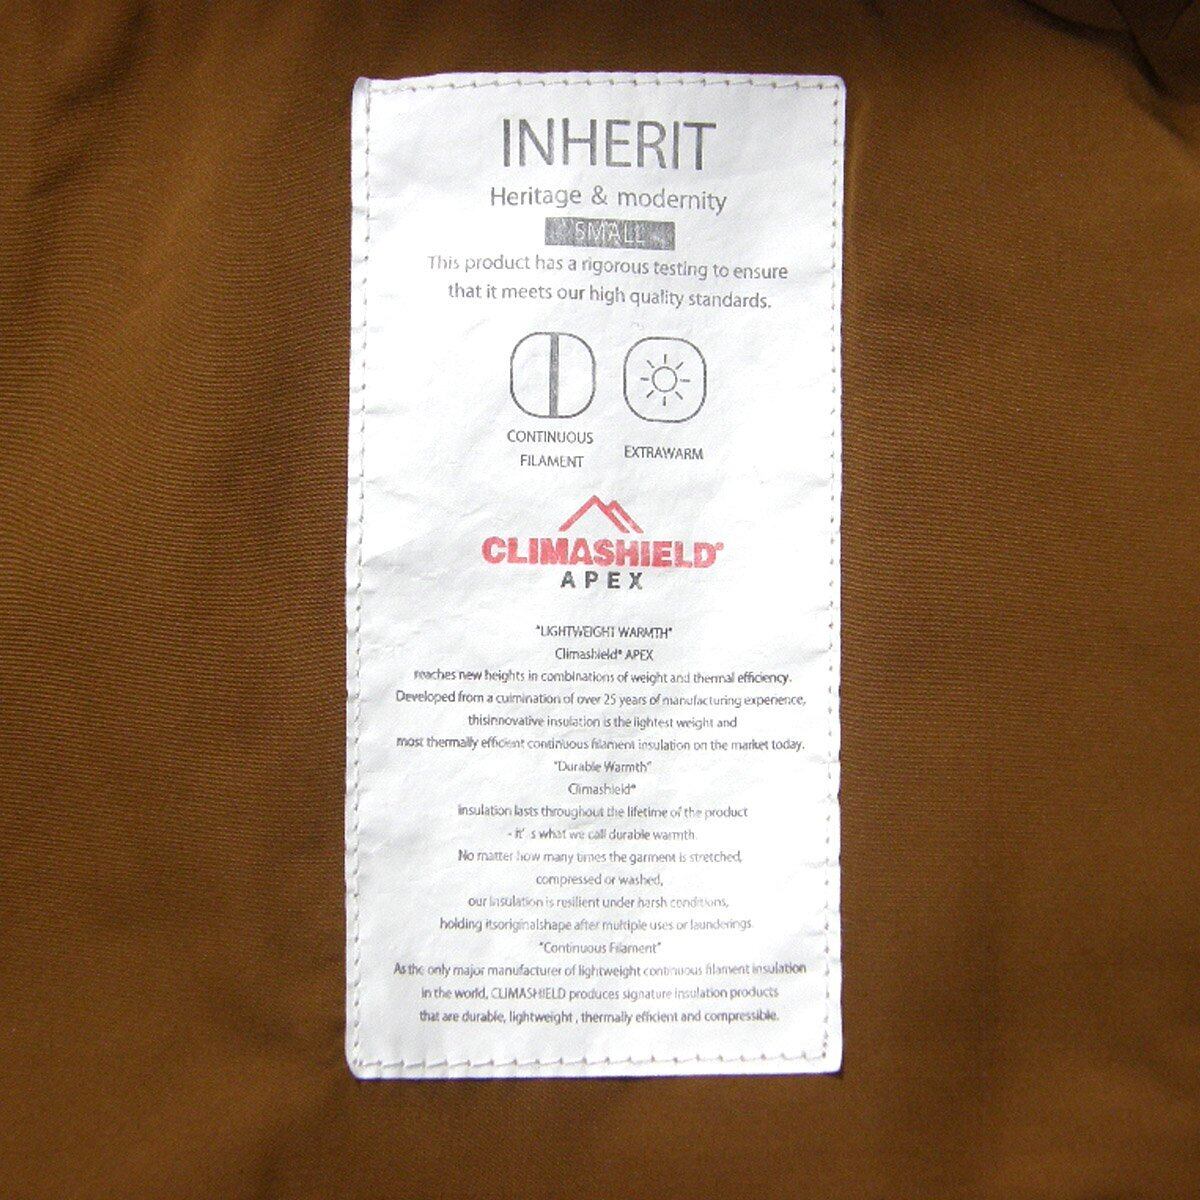 INHERIT
Heritage & modernity
SMALL
This product has a rigorous testing to ensure
that it meets our high quality standards.
CONTINUOUS
FILAMENT
EXTRAWARM
CLIMASHIELD®
APEX
"LIGHTWEIGHT WARMTH"
Climashield® APEX
reaches new heights in combinations of weight and thermal efficiency.
Developed from a culmination of over 25 years of manufacturing experience,
thisinnovative insulation is the lightest weight and
most thermally efficient continuous filament insulation on the market today.
"Durable Warmth"
Climashield®
insulation lasts throughout the lifetime of the product
- it' s what we call durable warmth.
No matter how many times the garment is stretched,
compressed or washed,
our insulation is resilient under harsh conditions,
holding itsoriginalshape after multiple uses or launderings.
"Continuous Filament"
As the only major manufacturer of lightweight continuous filament insulation
in the world, CLIMASHIELD produces signature insulation products
that are durable, lightweight , thermally efficient and compressible.